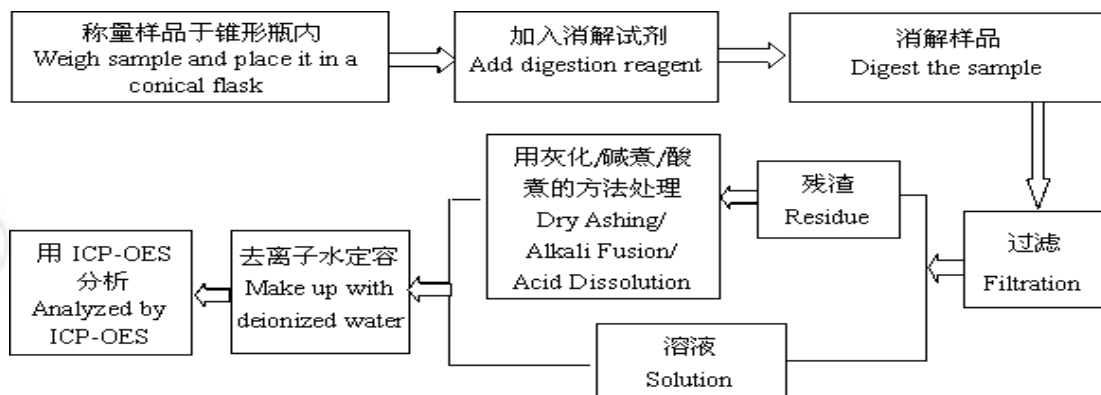 称量样品于锥形瓶内
Weigh sample and place it in a
conical flask
加入消解试剂
Add digestion reagent
消解样品
Digest the sample
过滤
Filtration
残渣
Residue
用灰化/碱煮/酸
煮的方法处理
Dry Ashing/
Alkali Fusion/
Acid Dissolution
溶液
Solution
去离子水定容
Make up with
deionized water
用 ICP-OES
分析
Analyzed by
ICP-OES